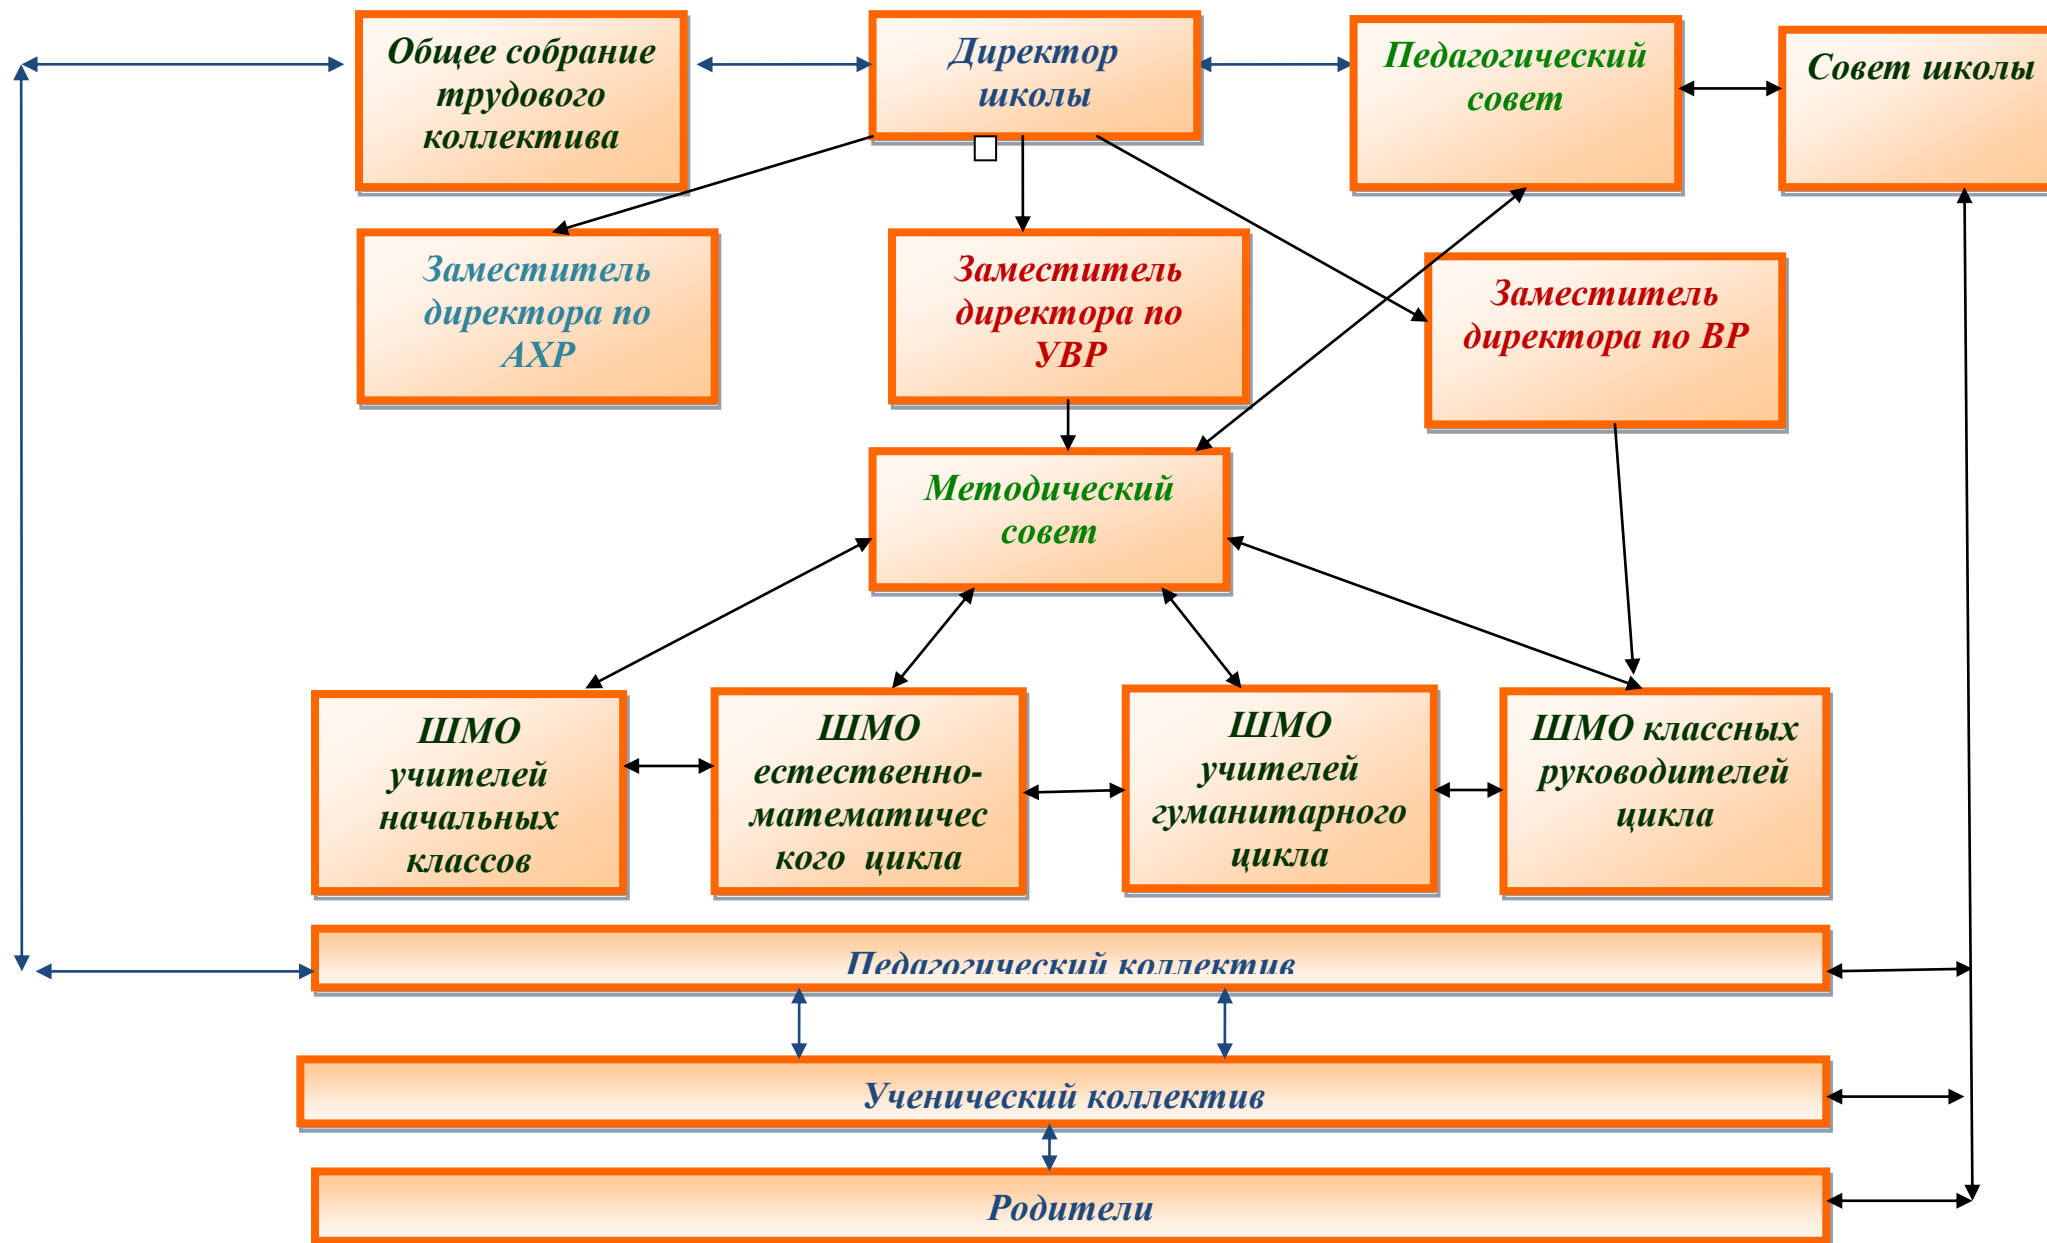 Общее собрание
трудового
коллектива
Директор
школы
Педагогический
совет
Совет школы
Заместитель
директора по
АХР
Заместитель
директора по
УВР
Заместитель
директора по ВР
Методический
совет
ШМО
учителей
начальных
классов
ШМО
естественно-
математичес
кого цикла
ШМО
учителей
гуманитарного
цикла
ШМО классных
руководителей
цикла
Педагогический коллектив
Ученический коллектив
Родители